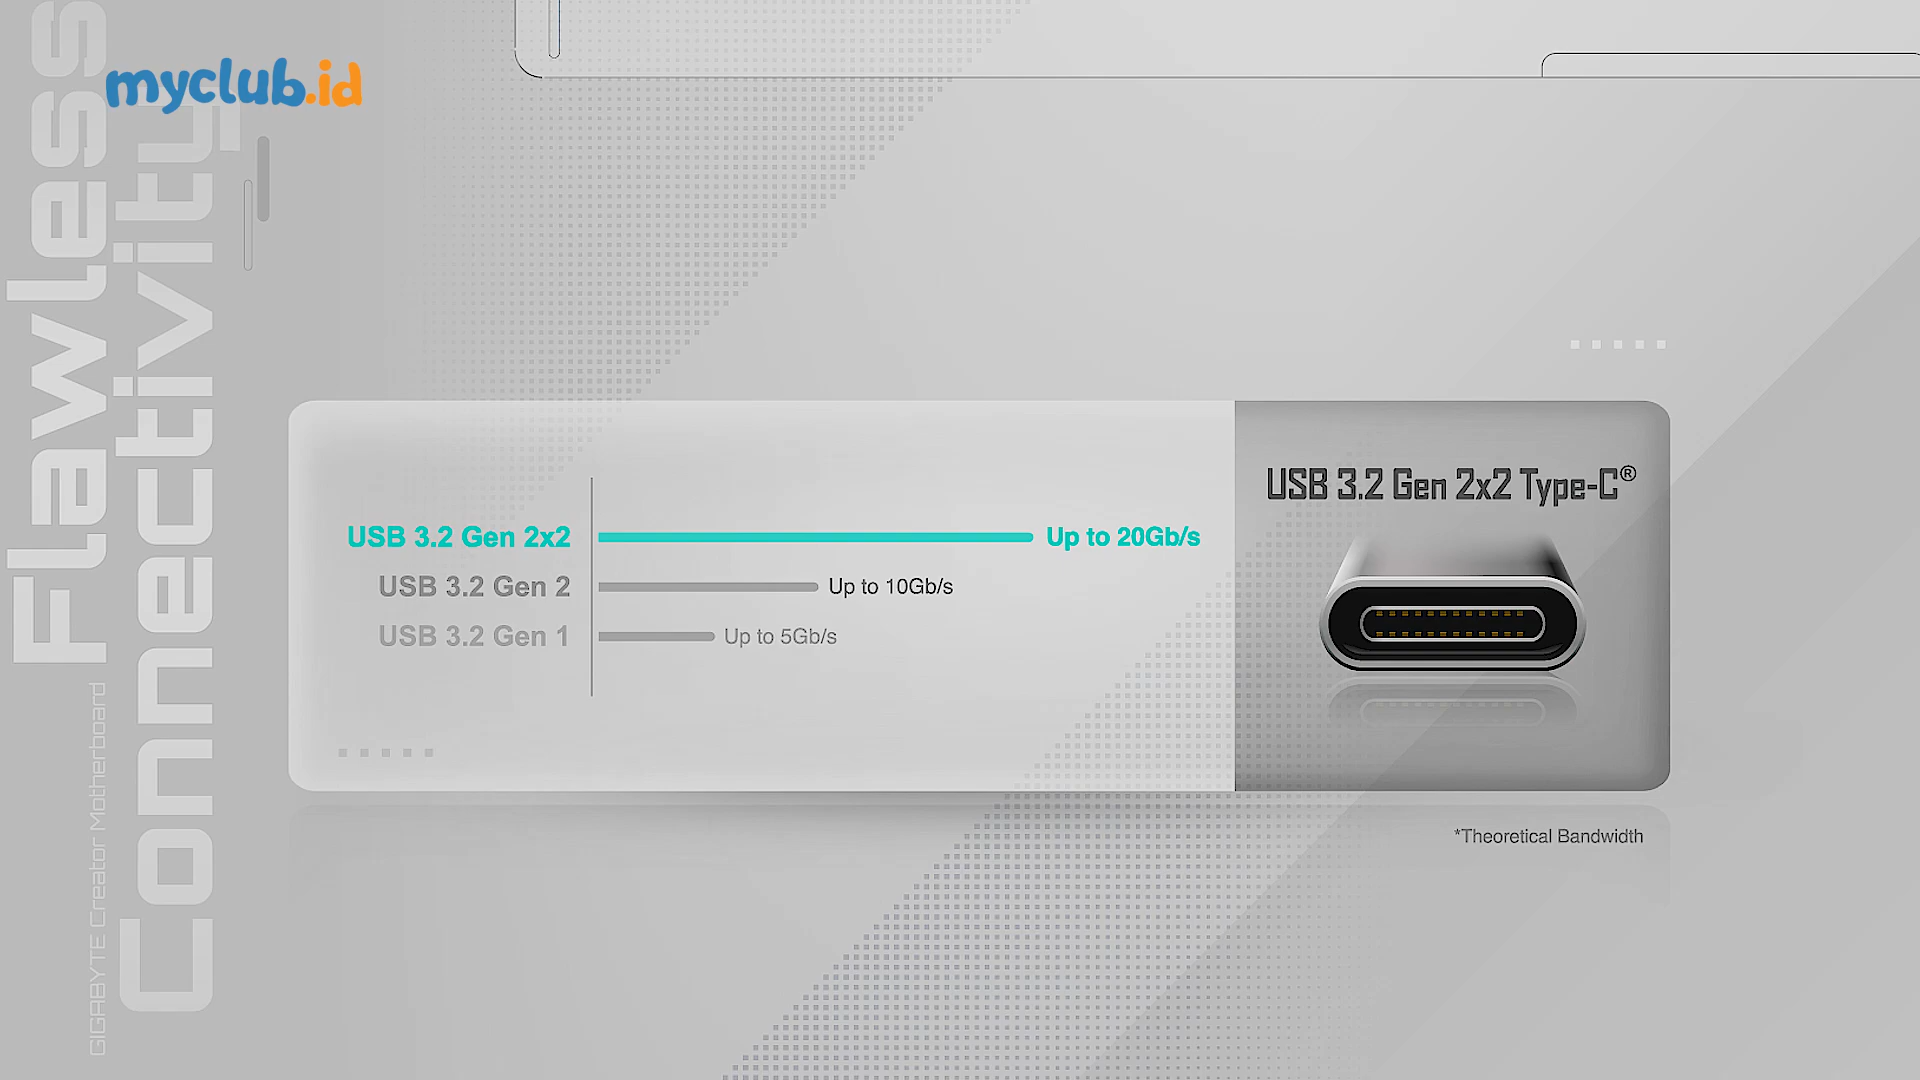 myclub.id
Flawless
Connectivity
GIGABYTE Creator Motherboard
USB 3.2 Gen 2x2
Up to 20Gb/s
USB 3.2 Gen 2
Up to 10Gb/s
USB 3.2 Gen 1
Up to 5Gb/s
USB 3.2 Gen 2x2 Type-C®
*Theoretical Bandwidth